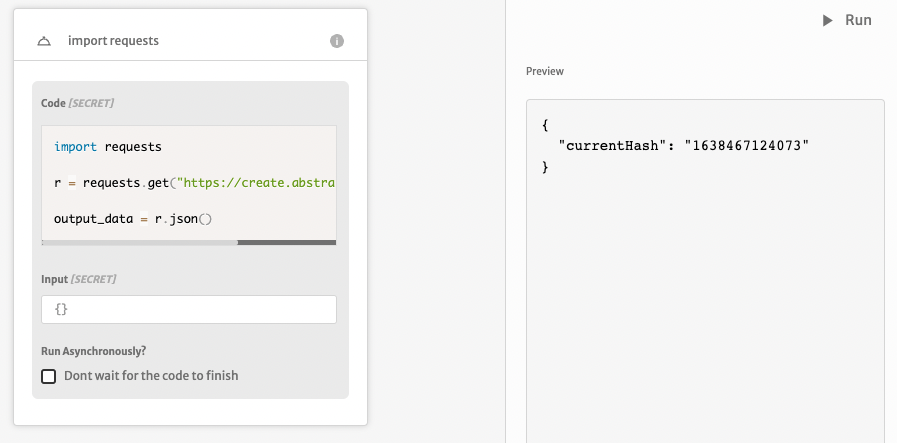 import requests
Code [SECRET]
import requests
r = requests.get("https://create.abstra
output_data = r.json()
Input [SECRET]
{}
Run Asynchronously?
Dont wait for the code to finish
Run
Preview
{
"currentHash": "1638467124073"
}